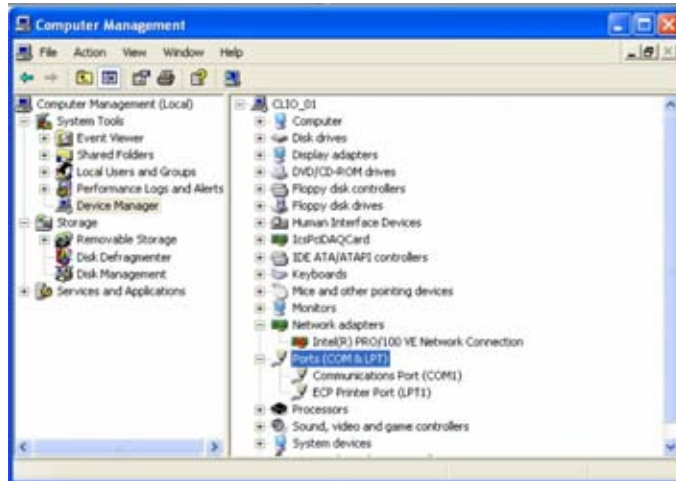 Computer Management
File Action View Window Help
Computer Management (Local)
System Tools
Event Viewer
Shared Folders
Local Users and Groups
Performance Logs and Alerts
Device Manager
Storage
Removable Storage
Disk Defragmenter
Disk Management
Services and Applications
CLIO_01
Computer
Disk drives
Display adapters
DVD/CD-ROM drives
Floppy disk controllers
Floppy disk drives
Human Interface Devices
IcsPciDAQCard
IDE ATA/ATAPI controllers
Keyboards
Mice and other pointing devices
Monitors
Network adapters
Intel(R) PRO/100 VE Network Connection
Ports (COM & LPT)
Communications Port (COM1)
ECP Printer Port (LPT1)
Processors
Sound, video and game controllers
System devices